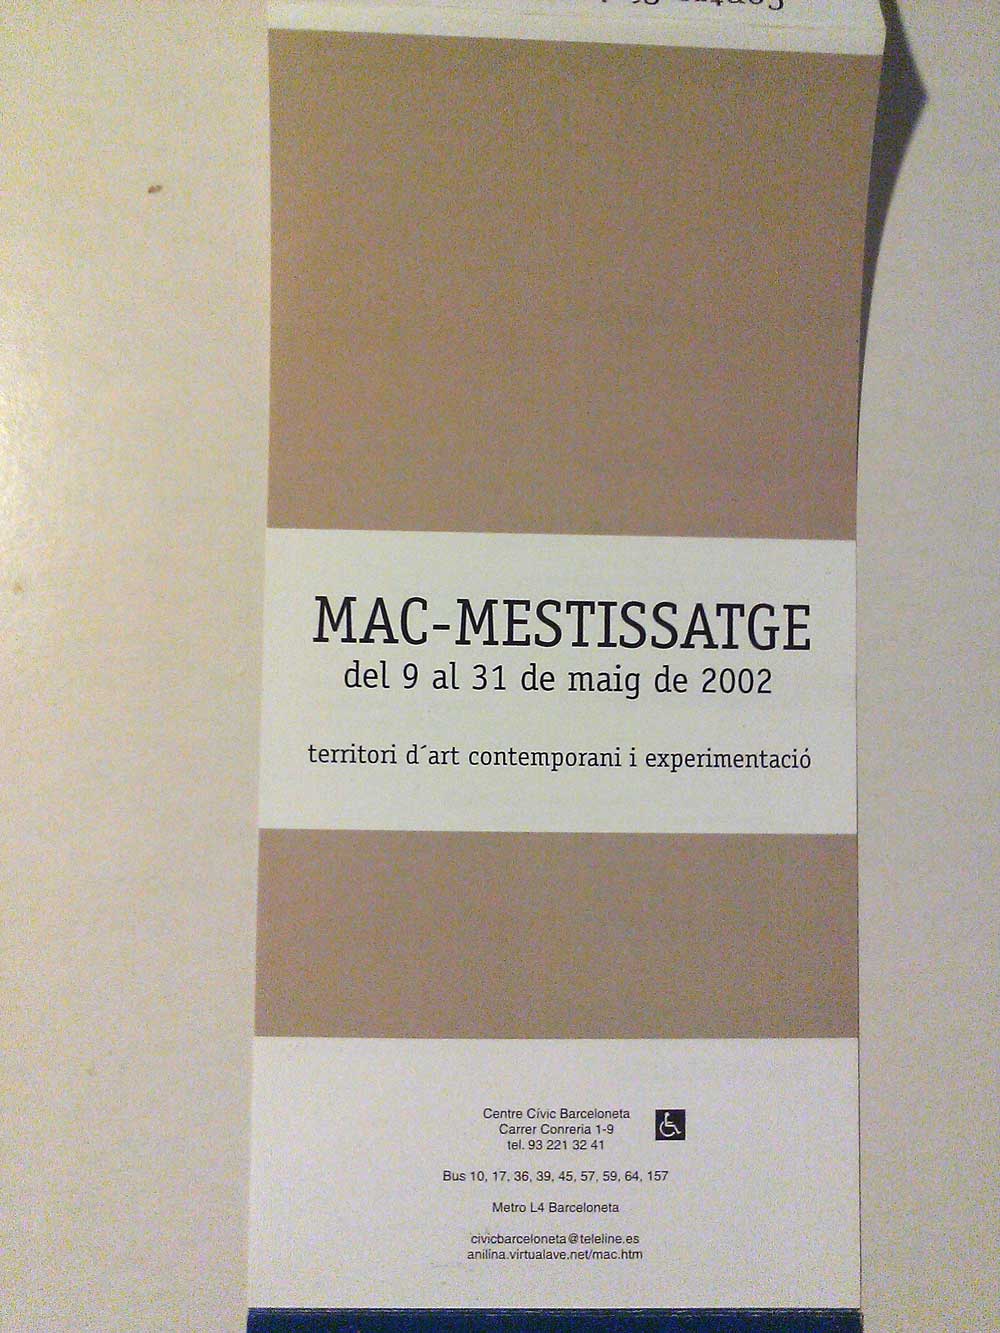 MAC-MESTISSATGE
del 9 al 31 de maig de 2002
territori d´art contemporani i experimentació
Centre Cívic Barceloneta
Carrer Conreria 1-9
tel. 93 221 32 41
Bus 10, 17, 36, 39, 45, 57, 59, 64, 157
Metro L4 Barceloneta
civicbarceloneta@teleline.es
anilina.virtualave.net/mac.htm